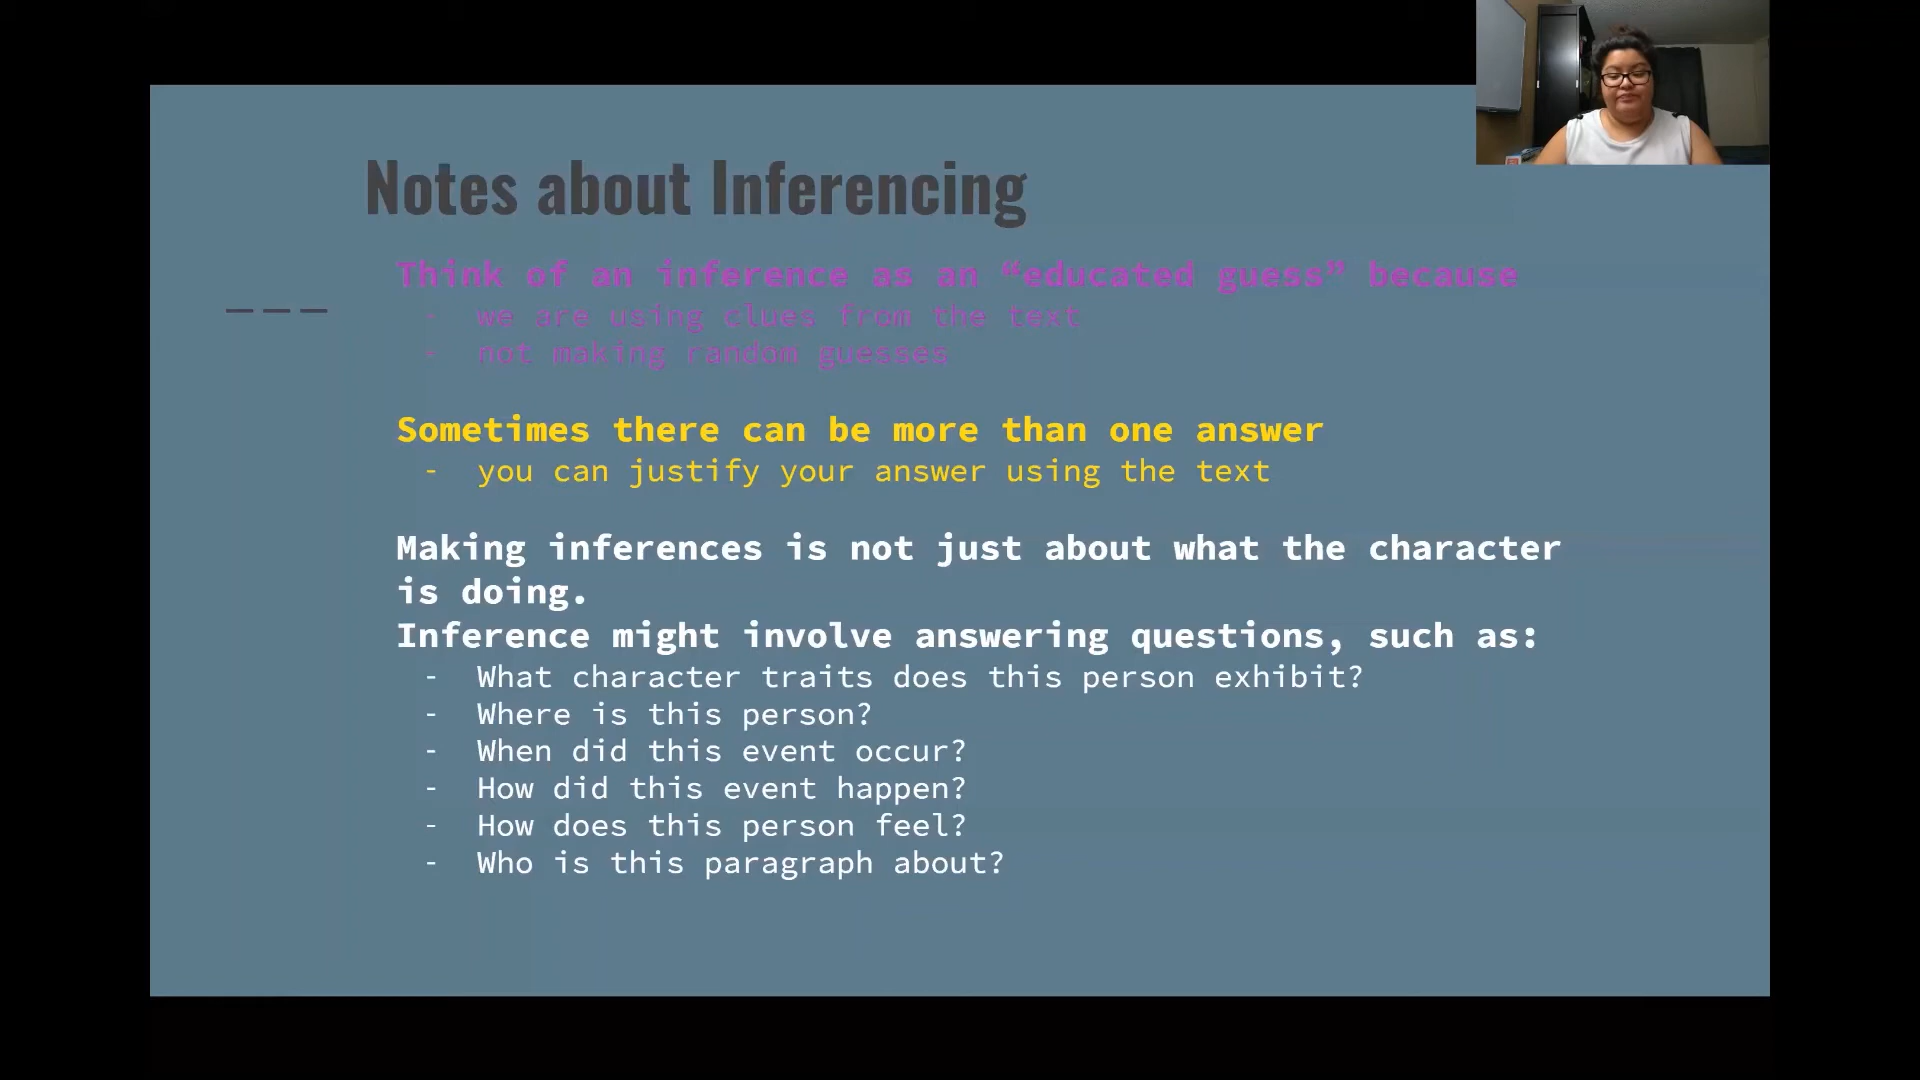 Notes about Inferencing
Think of an inference as an “educated guess” because
- we are using clues from the text
- not making random guesses
Sometimes there can be more than one answer
- you can justify your answer using the text
Making inferences is not just about what the character
is doing.
Inference might involve answering questions, such as:
- What character traits does this person exhibit?
- Where is this person?
- When did this event occur?
- How did this event happen?
- How does this person feel?
- Who is this paragraph about?